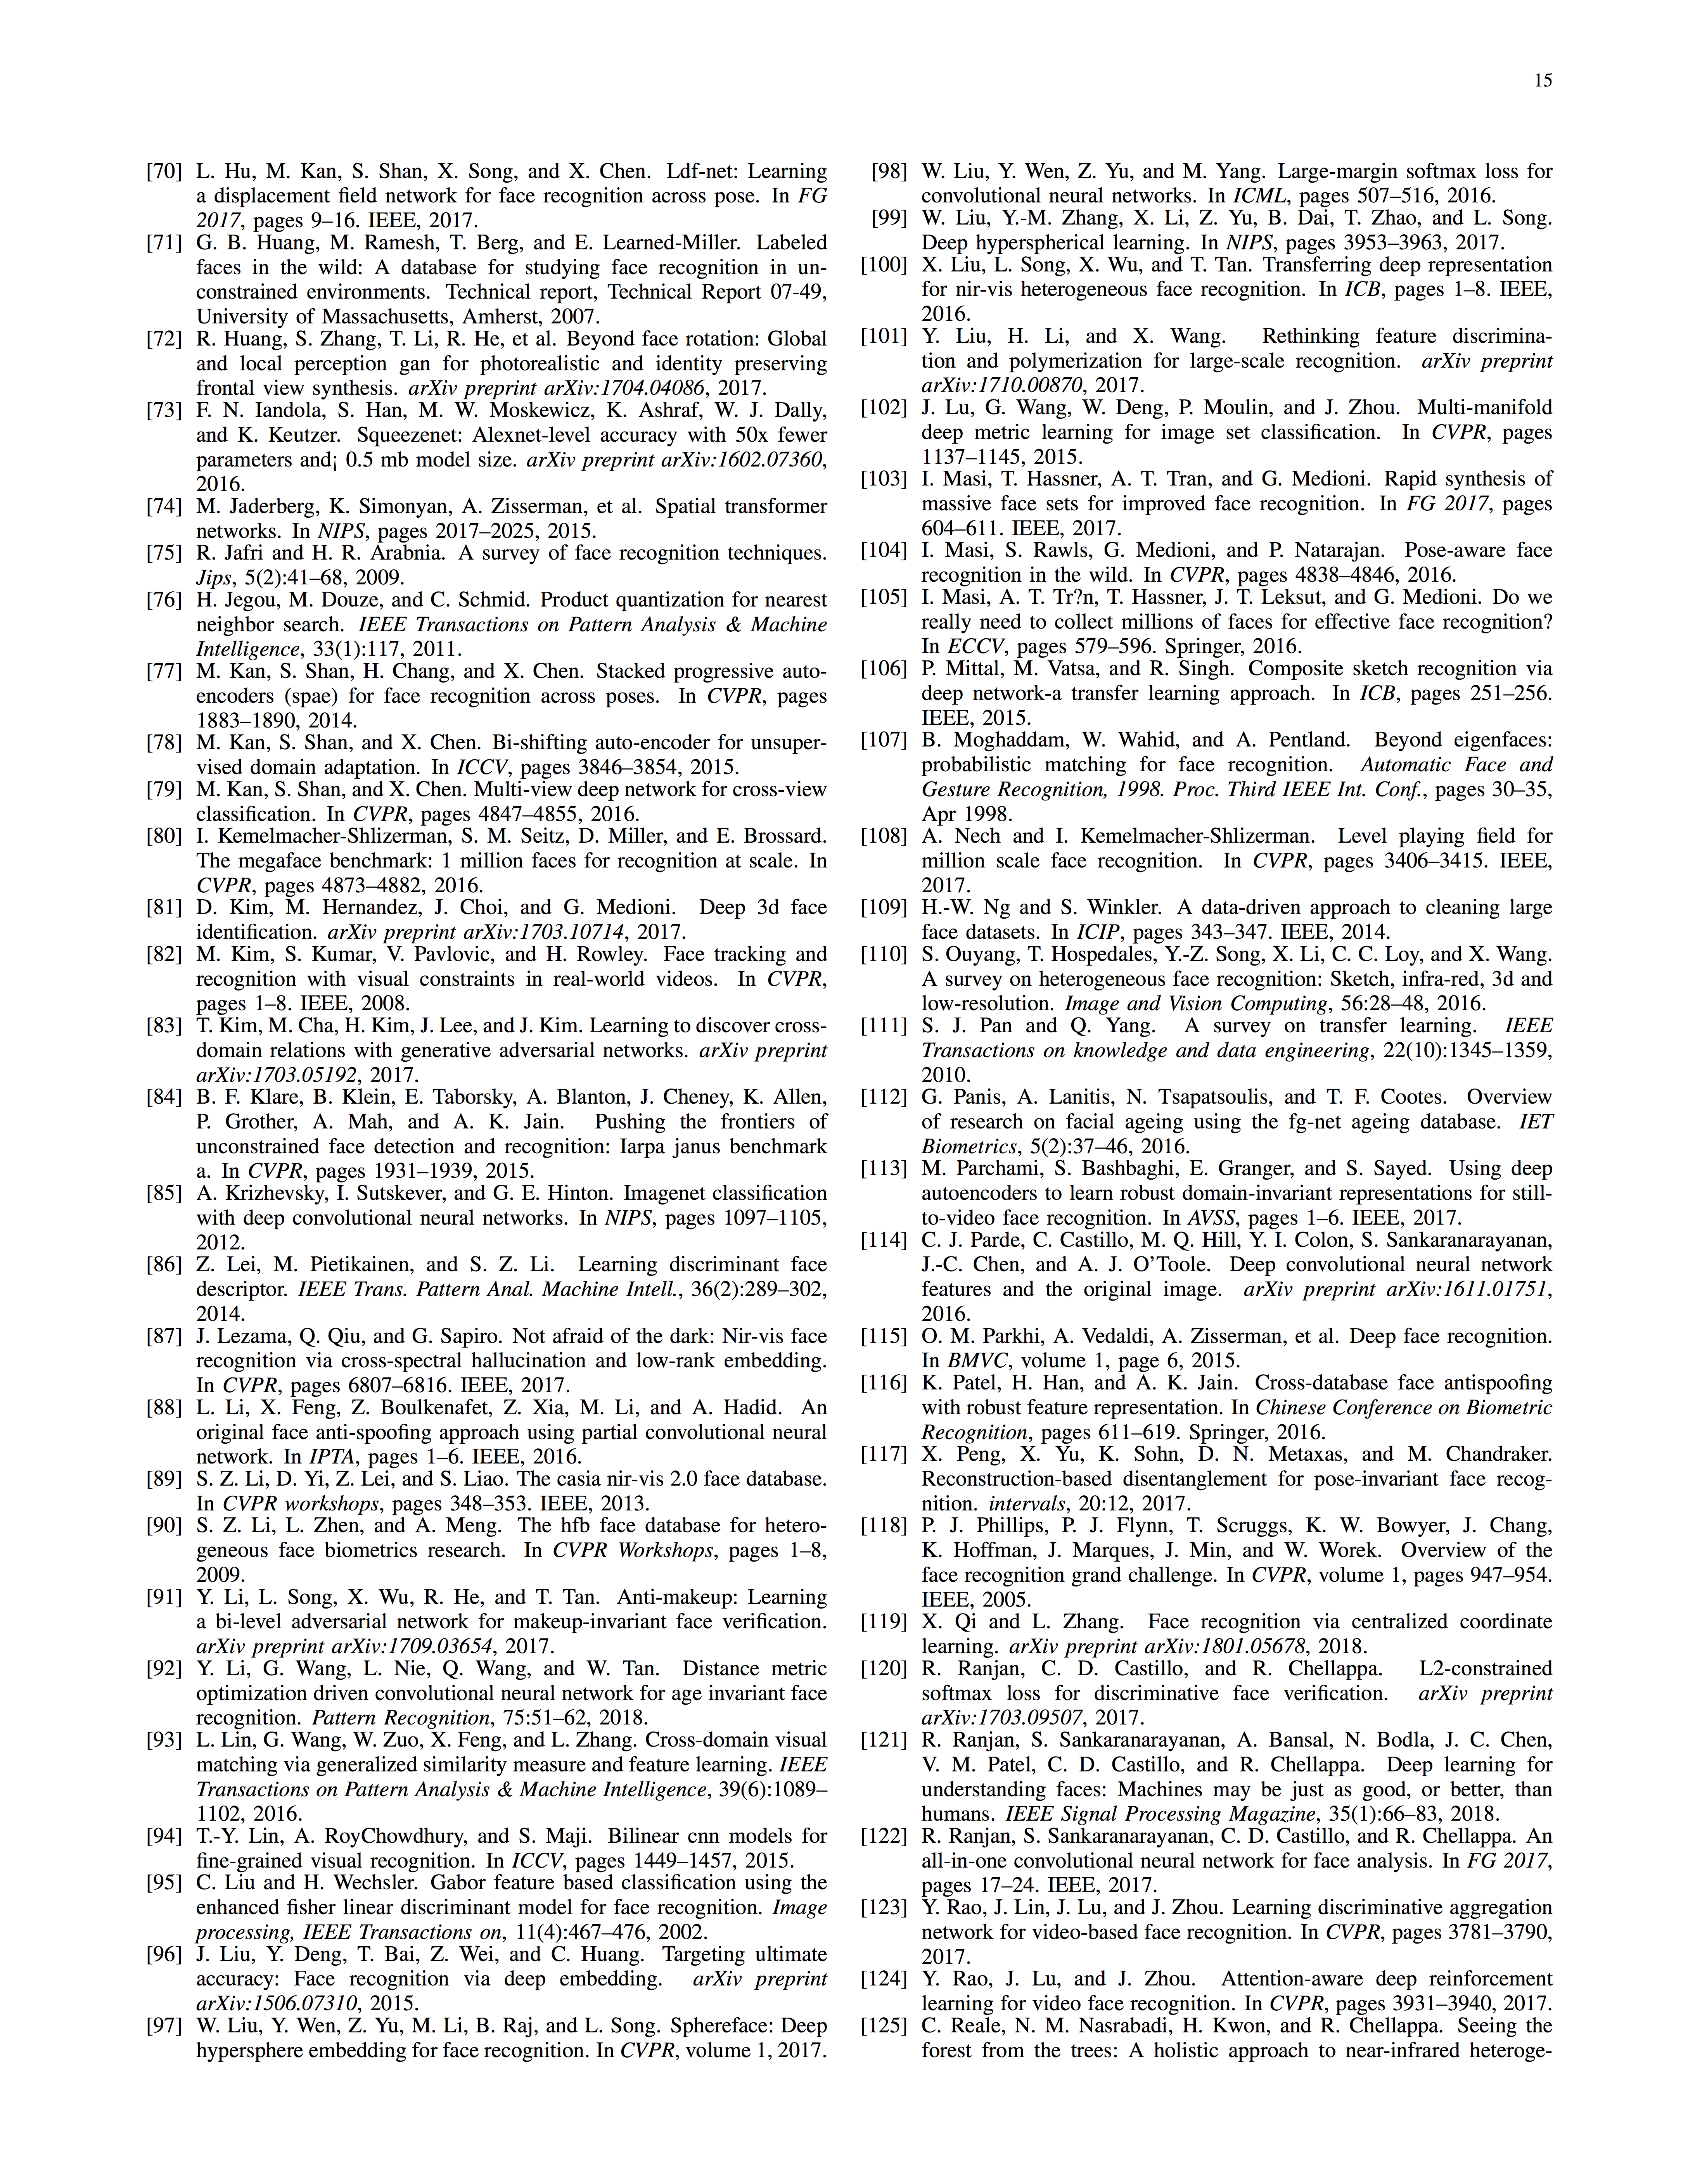 15
[70] L. Hu, M. Kan, S. Shan, X. Song, and X. Chen. Ldf-net: Learning
a displacement field network for face recognition across pose. In FG
2017, pages 9–16. IEEE, 2017.
[71] G. B. Huang, M. Ramesh, T. Berg, and E. Learned-Miller. Labeled
faces in the wild: A database for studying face recognition in un-
constrained environments. Technical report, Technical Report 07-49,
University of Massachusetts, Amherst, 2007.
[72] R. Huang, S. Zhang, T. Li, R. He, et al. Beyond face rotation: Global
and local perception gan for photorealistic and identity preserving
frontal view synthesis. arXiv preprint arXiv:1704.04086, 2017.
[73] F. N. Iandola, S. Han, M. W. Moskewicz, K. Ashraf, W. J. Dally,
and K. Keutzer. Squeezenet: Alexnet-level accuracy with 50x fewer
parameters and¡ 0.5 mb model size. arXiv preprint arXiv:1602.07360,
2016.
[74] M. Jaderberg, K. Simonyan, A. Zisserman, et al. Spatial transformer
networks. In NIPS, pages 2017–2025, 2015.
[75] R. Jafri and H. R. Arabnia. A survey of face recognition techniques.
Jips, 5(2):41–68, 2009.
[76] H. Jegou, M. Douze, and C. Schmid. Product quantization for nearest
neighbor search. IEEE Transactions on Pattern Analysis & Machine
Intelligence, 33(1):117, 2011.
[77] M. Kan, S. Shan, H. Chang, and X. Chen. Stacked progressive auto-
encoders (spae) for face recognition across poses. In CVPR, pages
1883–1890, 2014.
[78] M. Kan, S. Shan, and X. Chen. Bi-shifting auto-encoder for unsuper-
vised domain adaptation. In ICCV, pages 3846–3854, 2015.
[79] M. Kan, S. Shan, and X. Chen. Multi-view deep network for cross-view
classification. In CVPR, pages 4847–4855, 2016.
[80] I. Kemelmacher-Shlizerman, S. M. Seitz, D. Miller, and E. Brossard.
The megaface benchmark: 1 million faces for recognition at scale. In
CVPR, pages 4873–4882, 2016.
[81] D. Kim, M. Hernandez, J. Choi, and G. Medioni. Deep 3d face
identification. arXiv preprint arXiv:1703.10714, 2017.
[82] M. Kim, S. Kumar, V. Pavlovic, and H. Rowley. Face tracking and
recognition with visual constraints in real-world videos. In CVPR,
pages 1–8. IEEE, 2008.
[83] T. Kim, M. Cha, H. Kim, J. Lee, and J. Kim. Learning to discover cross-
domain relations with generative adversarial networks. arXiv preprint
arXiv:1703.05192, 2017.
[84] B. F. Klare, B. Klein, E. Taborsky, A. Blanton, J. Cheney, K. Allen,
P. Grother, A. Mah, and A. K. Jain. Pushing the frontiers of
unconstrained face detection and recognition: Iarpa janus benchmark
a. In CVPR, pages 1931–1939, 2015.
[85] A. Krizhevsky, I. Sutskever, and G. E. Hinton. Imagenet classification
with deep convolutional neural networks. In NIPS, pages 1097–1105,
2012.
[86] Z. Lei, M. Pietikainen, and S. Z. Li. Learning discriminant face
descriptor. IEEE Trans. Pattern Anal. Machine Intell., 36(2):289–302,
2014.
[87] J. Lezama, Q. Qiu, and G. Sapiro. Not afraid of the dark: Nir-vis face
recognition via cross-spectral hallucination and low-rank embedding.
In CVPR, pages 6807–6816. IEEE, 2017.
[88] L. Li, X. Feng, Z. Boulkenafet, Z. Xia, M. Li, and A. Hadid. An
original face anti-spoofing approach using partial convolutional neural
network. In IPTA, pages 1–6. IEEE, 2016.
[89] S. Z. Li, D. Yi, Z. Lei, and S. Liao. The casia nir-vis 2.0 face database.
In CVPR workshops, pages 348–353. IEEE, 2013.
[90] S. Z. Li, L. Zhen, and A. Meng. The hfb face database for hetero-
geneous face biometrics research. In CVPR Workshops, pages 1–8,
2009.
[91] Y. Li, L. Song, X. Wu, R. He, and T. Tan. Anti-makeup: Learning
a bi-level adversarial network for makeup-invariant face verification.
arXiv preprint arXiv:1709.03654, 2017.
[92] Y. Li, G. Wang, L. Nie, Q. Wang, and W. Tan. Distance metric
optimization driven convolutional neural network for age invariant face
recognition. Pattern Recognition, 75:51–62, 2018.
[93] L. Lin, G. Wang, W. Zuo, X. Feng, and L. Zhang. Cross-domain visual
matching via generalized similarity measure and feature learning. IEEE
Transactions on Pattern Analysis & Machine Intelligence, 39(6):1089–
1102, 2016.
[94] T.-Y. Lin, A. RoyChowdhury, and S. Maji. Bilinear cnn models for
fine-grained visual recognition. In ICCV, pages 1449–1457, 2015.
[95] C. Liu and H. Wechsler. Gabor feature based classification using the
enhanced fisher linear discriminant model for face recognition. Image
processing, IEEE Transactions on, 11(4):467–476, 2002.
[96] J. Liu, Y. Deng, T. Bai, Z. Wei, and C. Huang. Targeting ultimate
accuracy: Face recognition via deep embedding. arXiv preprint
arXiv:1506.07310, 2015.
[97] W. Liu, Y. Wen, Z. Yu, M. Li, B. Raj, and L. Song. Sphereface: Deep
hypersphere embedding for face recognition. In CVPR, volume 1, 2017.
[98] W. Liu, Y. Wen, Z. Yu, and M. Yang. Large-margin softmax loss for
convolutional neural networks. In ICML, pages 507–516, 2016.
[99] W. Liu, Y.-M. Zhang, X. Li, Z. Yu, B. Dai, T. Zhao, and L. Song.
Deep hyperspherical learning. In NIPS, pages 3953–3963, 2017.
[100] X. Liu, L. Song, X. Wu, and T. Tan. Transferring deep representation
for nir-vis heterogeneous face recognition. In ICB, pages 1–8. IEEE,
2016.
[101] Y. Liu, H. Li, and X. Wang. Rethinking feature discrimina-
tion and polymerization for large-scale recognition. arXiv preprint
arXiv:1710.00870, 2017.
[102] J. Lu, G. Wang, W. Deng, P. Moulin, and J. Zhou. Multi-manifold
deep metric learning for image set classification. In CVPR, pages
1137–1145, 2015.
[103] I. Masi, T. Hassner, A. T. Tran, and G. Medioni. Rapid synthesis of
massive face sets for improved face recognition. In FG 2017, pages
604–611. IEEE, 2017.
[104] I. Masi, S. Rawls, G. Medioni, and P. Natarajan. Pose-aware face
recognition in the wild. In CVPR, pages 4838–4846, 2016.
[105] I. Masi, A. T. Tr?n, T. Hassner, J. T. Leksut, and G. Medioni. Do we
really need to collect millions of faces for effective face recognition?
In ECCV, pages 579–596. Springer, 2016.
[106] P. Mittal, M. Vatsa, and R. Singh. Composite sketch recognition via
deep network-a transfer learning approach. In ICB, pages 251–256.
IEEE, 2015.
[107] B. Moghaddam, W. Wahid, and A. Pentland. Beyond eigenfaces:
probabilistic matching for face recognition. Automatic Face and
Gesture Recognition, 1998. Proc. Third IEEE Int. Conf., pages 30–35,
Apr 1998.
[108] A. Nech and I. Kemelmacher-Shlizerman. Level playing field for
million scale face recognition. In CVPR, pages 3406–3415. IEEE,
2017.
[109] H.-W. Ng and S. Winkler. A data-driven approach to cleaning large
face datasets. In ICIP, pages 343–347. IEEE, 2014.
[110] S. Ouyang, T. Hospedales, Y.-Z. Song, X. Li, C. C. Loy, and X. Wang.
A survey on heterogeneous face recognition: Sketch, infra-red, 3d and
low-resolution. Image and Vision Computing, 56:28–48, 2016.
[111] S. J. Pan and Q. Yang. A survey on transfer learning. IEEE
Transactions on knowledge and data engineering, 22(10):1345–1359,
2010.
[112] G. Panis, A. Lanitis, N. Tsapatsoulis, and T. F. Cootes. Overview
of research on facial ageing using the fg-net ageing database. IET
Biometrics, 5(2):37–46, 2016.
[113] M. Parchami, S. Bashbaghi, E. Granger, and S. Sayed. Using deep
autoencoders to learn robust domain-invariant representations for still-
to-video face recognition. In AVSS, pages 1–6. IEEE, 2017.
[114] C. J. Parde, C. Castillo, M. Q. Hill, Y. I. Colon, S. Sankaranarayanan,
J.-C. Chen, and A. J. O'Toole. Deep convolutional neural network
features and the original image. arXiv preprint arXiv:1611.01751,
2016.
[115] O. M. Parkhi, A. Vedaldi, A. Zisserman, et al. Deep face recognition.
In BMVC, volume 1, page 6, 2015.
[116] K. Patel, H. Han, and A. K. Jain. Cross-database face antispoofing
with robust feature representation. In Chinese Conference on Biometric
Recognition, pages 611–619. Springer, 2016.
[117] X. Peng, X. Yu, K. Sohn, D. N. Metaxas, and M. Chandraker.
Reconstruction-based disentanglement for pose-invariant face recog-
nition. intervals, 20:12, 2017.
[118] P. J. Phillips, P. J. Flynn, T. Scruggs, K. W. Bowyer, J. Chang,
K. Hoffman, J. Marques, J. Min, and W. Worek. Overview of the
face recognition grand challenge. In CVPR, volume 1, pages 947–954.
IEEE, 2005.
[119] X. Qi and L. Zhang. Face recognition via centralized coordinate
learning. arXiv preprint arXiv:1801.05678, 2018.
[120] R. Ranjan, C. D. Castillo, and R. Chellappa. L2-constrained
softmax loss for discriminative face verification. arXiv preprint
arXiv:1703.09507, 2017.
[121] R. Ranjan, S. Sankaranarayanan, A. Bansal, N. Bodla, J. C. Chen,
V. M. Patel, C. D. Castillo, and R. Chellappa. Deep learning for
understanding faces: Machines may be just as good, or better, than
humans. IEEE Signal Processing Magazine, 35(1):66–83, 2018.
[122] R. Ranjan, S. Sankaranarayanan, C. D. Castillo, and R. Chellappa. An
all-in-one convolutional neural network for face analysis. In FG 2017,
pages 17–24. IEEE, 2017.
[123] Y. Rao, J. Lin, J. Lu, and J. Zhou. Learning discriminative aggregation
network for video-based face recognition. In CVPR, pages 3781–3790,
2017.
[124] Y. Rao, J. Lu, and J. Zhou. Attention-aware deep reinforcement
learning for video face recognition. In CVPR, pages 3931–3940, 2017.
[125] C. Reale, N. M. Nasrabadi, H. Kwon, and R. Chellappa. Seeing the
forest from the trees: A holistic approach to near-infrared heteroge-